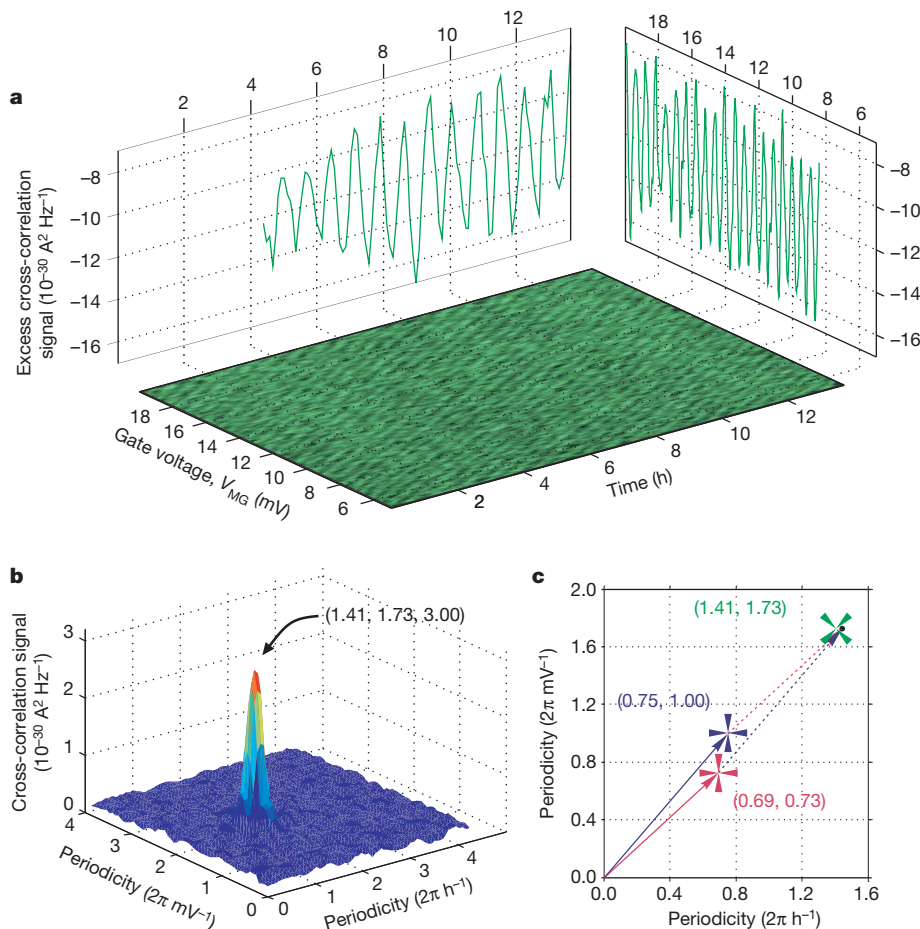 a
2 4 6 8 10 12
18 16 14 12 10 8 6
Excess cross-correlation
signal (10⁻³⁰ A² Hz⁻¹)
−8
−10
−12
−14
−16
−8
−10
−12
−14
−16
18 16 14 12 10 8 6
Gate voltage, V_MG (mV)
2 4 6 8 10 12
Time (h)
b
Cross-correlation signal
(10⁻³⁰ A² Hz⁻¹)
3
2
1
0
(1.41, 1.73, 3.00)
4 3 2 1 0
Periodicity (2π mV⁻¹)
0 1 2 3 4
Periodicity (2π h⁻¹)
c
Periodicity (2π mV⁻¹)
2.0
1.6
1.2
0.8
0.4
0.0
(1.41, 1.73)
(0.75, 1.00)
(0.69, 0.73)
0.0 0.4 0.8 1.2 1.6
Periodicity (2π h⁻¹)